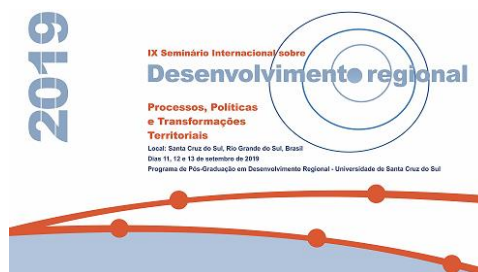 2019
IX Seminário Internacional sobre
Desenvolvimento regional
Processos, Políticas
e Transformações
Territoriais
Local: Santa Cruz do Sul, Rio Grande do Sul, Brasil
Dias 11, 12 e 13 de setembro de 2019
Programa de Pós-Graduação em Desenvolvimento Regional - Universidade de Santa Cruz do Sul